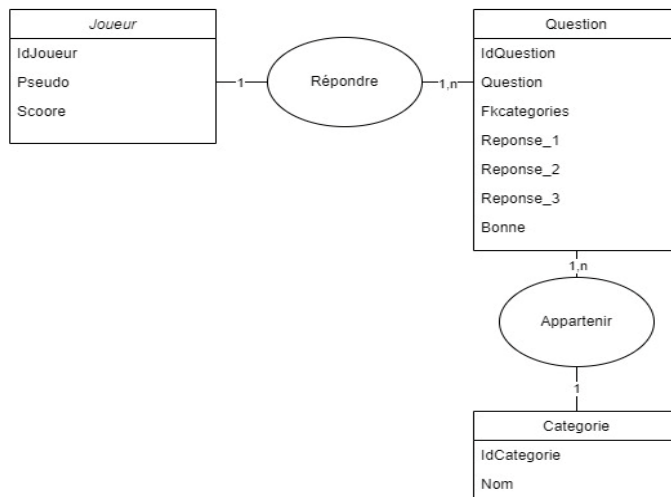 Joueur
IdJoueur
Pseudo
Scoore
1
Répondre
1,n
Question
IdQuestion
Question
Fkcategories
Reponse_1
Reponse_2
Reponse_3
Bonne
1,n
Appartenir
1
Categorie
IdCategorie
Nom